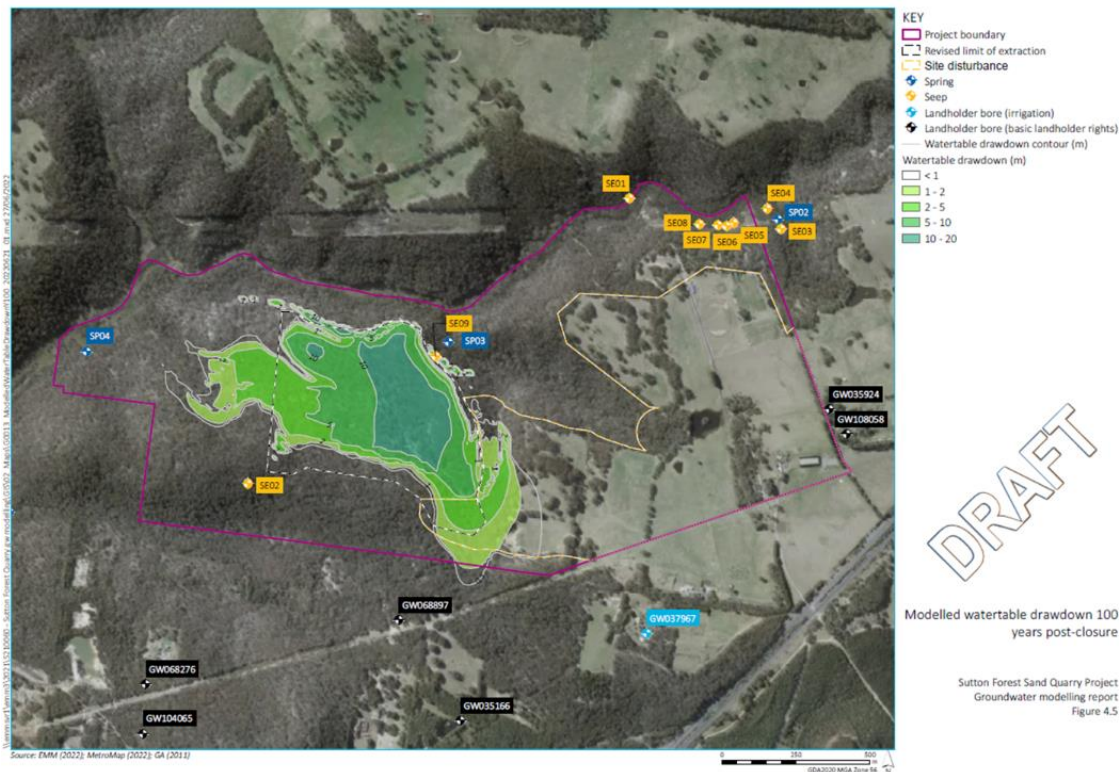 KEY
Project boundary
Revised limit of extraction
Site disturbance
Spring
Seep
Landholder bore (irrigation)
Landholder bore (basic landholder rights)
Watertable drawdown contour (m)
Watertable drawdown (m)
< 1
1 - 2
2 - 5
5 - 10
10 - 20
SE01
SE04
SP02
SE08
SE03
SE07
SE06
SE05
SE09
SP03
SP04
GW035924
GW108058
SE02
DRAFT
GW068897
GW037967
Modelled watertable drawdown 100
years post-closure
GW068276
GW035166
GW104065
Sutton Forest Sand Quarry Project
Groundwater modelling report
Figure 4.5
Source: EMM (2022); MetroMap (2022); GA (2011)
0 250 500
m
GDA2020 MGA Zone 56
N